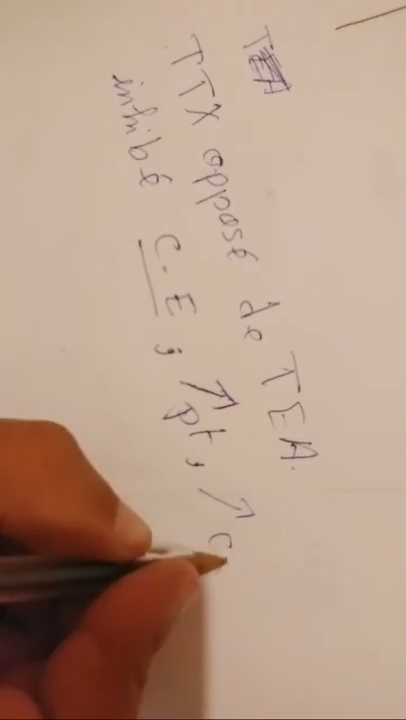 TEA
TTX opposé de TEA.
inhibé C.E, ↗ pt, ↗ C